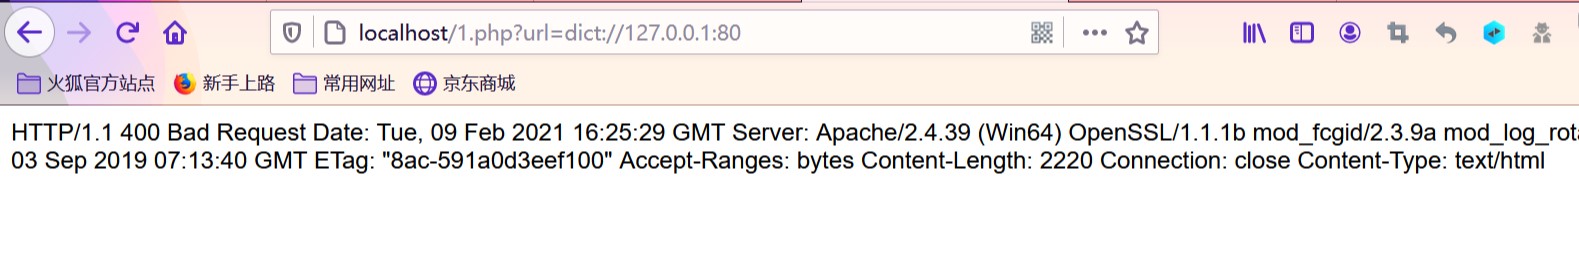 localhost/1.php?url=dict://127.0.0.1:80
火狐官方站点 新手上路 常用网址 京东商城
HTTP/1.1 400 Bad Request Date: Tue, 09 Feb 2021 16:25:29 GMT Server: Apache/2.4.39 (Win64) OpenSSL/1.1.1b mod_fcgid/2.3.9a mod_log_rot
03 Sep 2019 07:13:40 GMT ETag: "8ac-591a0d3eef100" Accept-Ranges: bytes Content-Length: 2220 Connection: close Content-Type: text/html